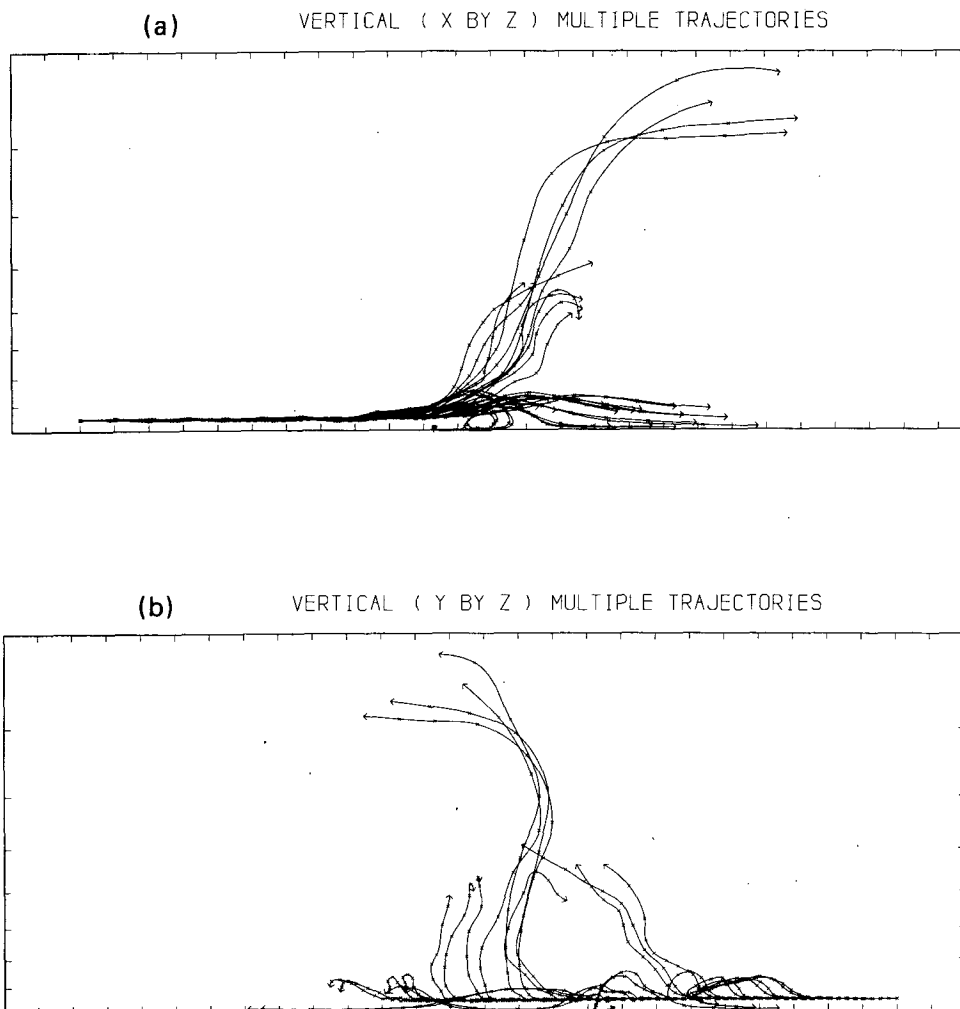 (a) VERTICAL ( X BY Z ) MULTIPLE TRAJECTORIES
(b) VERTICAL ( Y BY Z ) MULTIPLE TRAJECTORIES